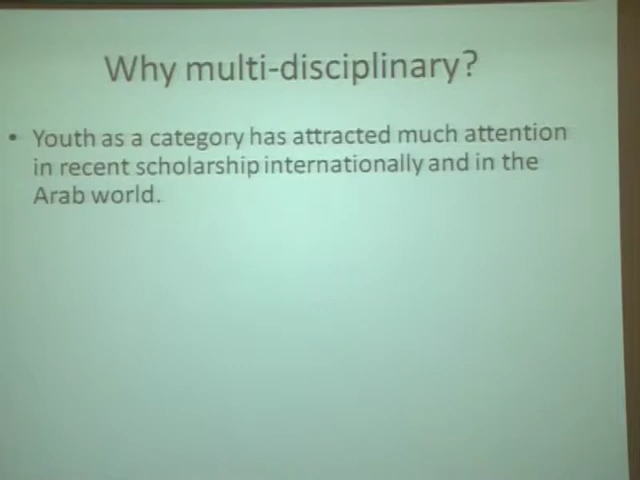 Why multi-disciplinary?
• Youth as a category has attracted much attention
in recent scholarship internationally and in the
Arab world.